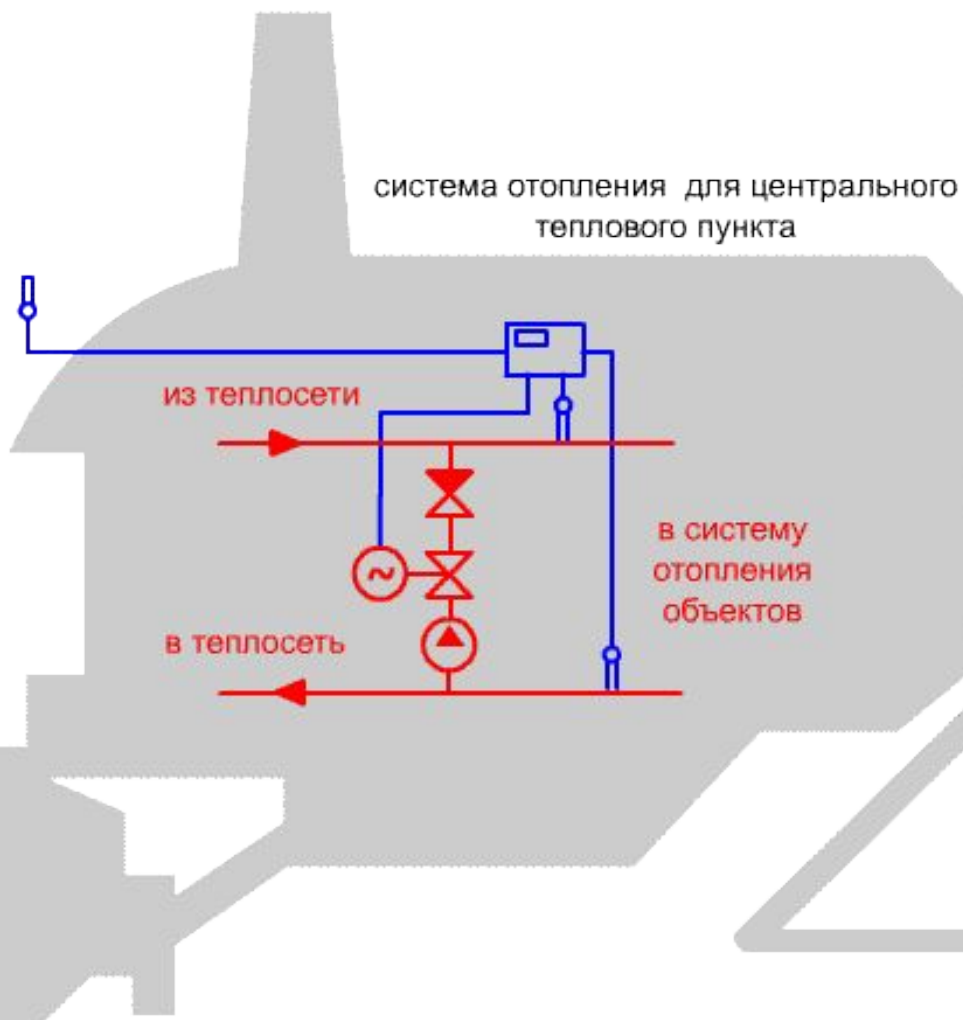 система отопления для центрального
теплового пункта
из теплосети
в систему
отопления
объектов
в теплосеть